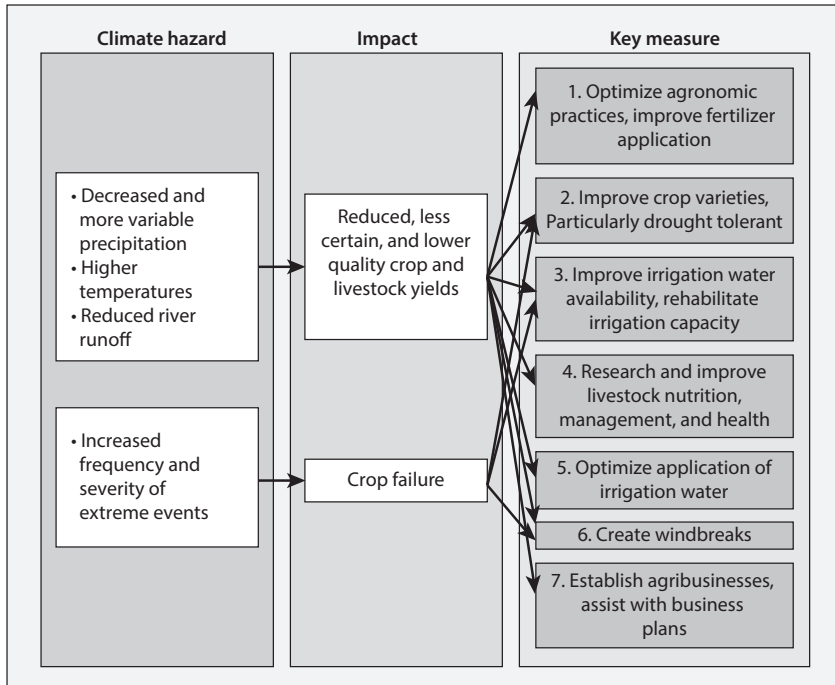 Climate hazard
Impact
Key measure
• Decreased and
more variable
precipitation
• Higher
temperatures
• Reduced river
runoff
• Increased
frequency and
severity of
extreme events
Reduced, less
certain, and lower
quality crop and
livestock yields
Crop failure
1. Optimize agronomic
practices, improve fertilizer
application
2. Improve crop varieties,
Particularly drought tolerant
3. Improve irrigation water
availability, rehabilitate
irrigation capacity
4. Research and improve
livestock nutrition,
management, and health
5. Optimize application of
irrigation water
6. Create windbreaks
7. Establish agribusinesses,
assist with business
plans